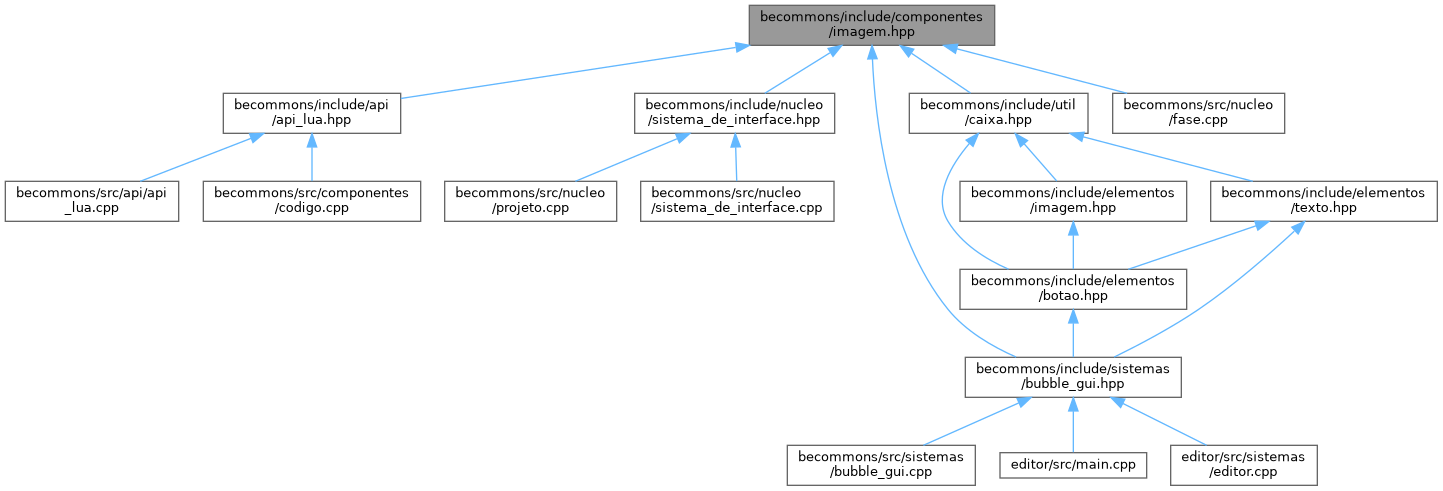 becommons/include/componentes
/imagem.hpp
becommons/include/api
/api_lua.hpp
becommons/include/nucleo
/sistema_de_interface.hpp
becommons/include/util
/caixa.hpp
becommons/src/nucleo
/fase.cpp
becommons/src/api/api
_lua.cpp
becommons/src/componentes
/codigo.cpp
becommons/src/nucleo
/projeto.cpp
becommons/src/nucleo
/sistema_de_interface.cpp
becommons/include/elementos
/imagem.hpp
becommons/include/elementos
/texto.hpp
becommons/include/elementos
/botao.hpp
becommons/include/sistemas
/bubble_gui.hpp
becommons/src/sistemas
/bubble_gui.cpp
editor/src/main.cpp
editor/src/sistemas
/editor.cpp